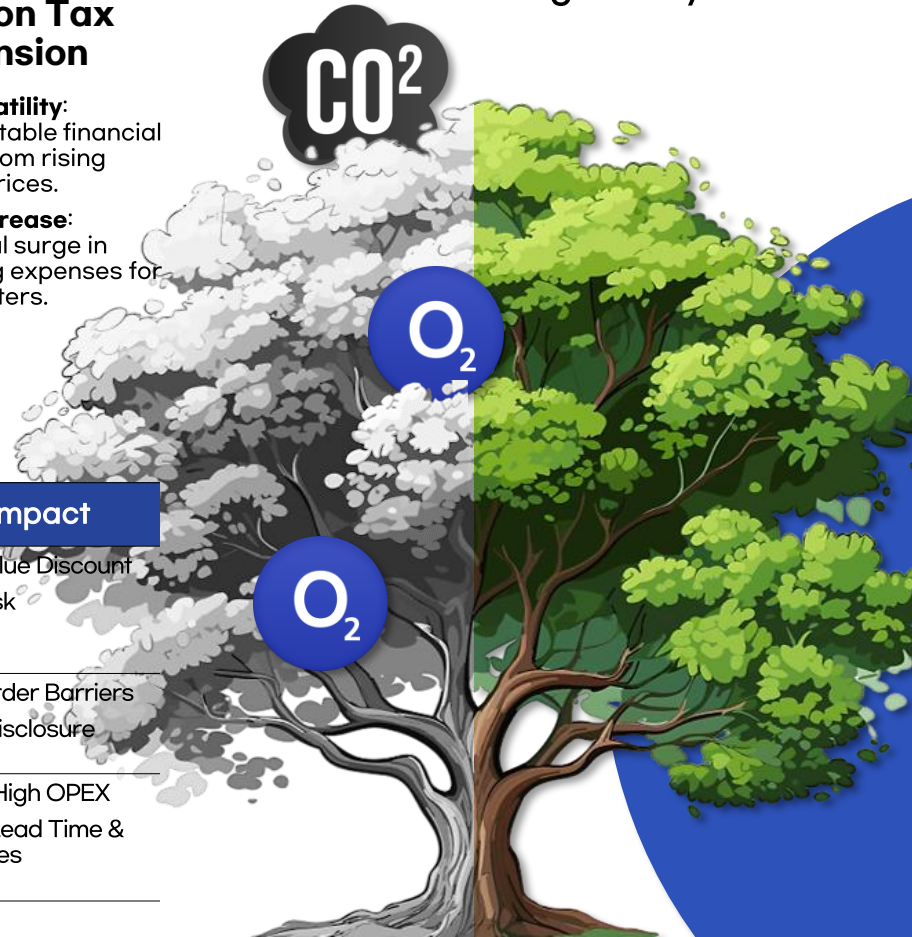 on Tax
nsion
atility:
table financial
om rising
rices.
rease:
l surge in
g expenses for
ters.
CO²
O₂
O₂
mpact
lue Discount
sk
rder Barriers
isclosure
High OPEX
Lead Time &
es